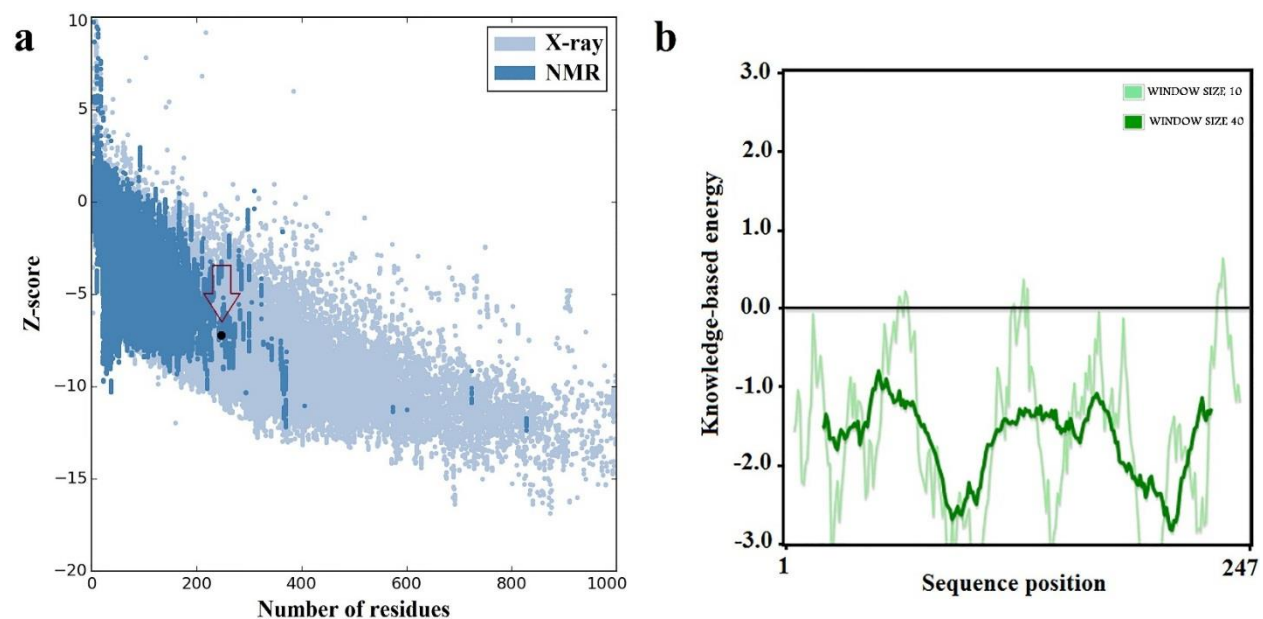 a
10
5
0
−5
−10
−15
−20
Z-score
X-ray
NMR
0
200
400
600
800
1000
Number of residues
b
3.0
2.0
1.0
0.0
-1.0
-2.0
-3.0
Knowledge-based energy
WINDOW SIZE 10
WINDOW SIZE 40
1
247
Sequence position